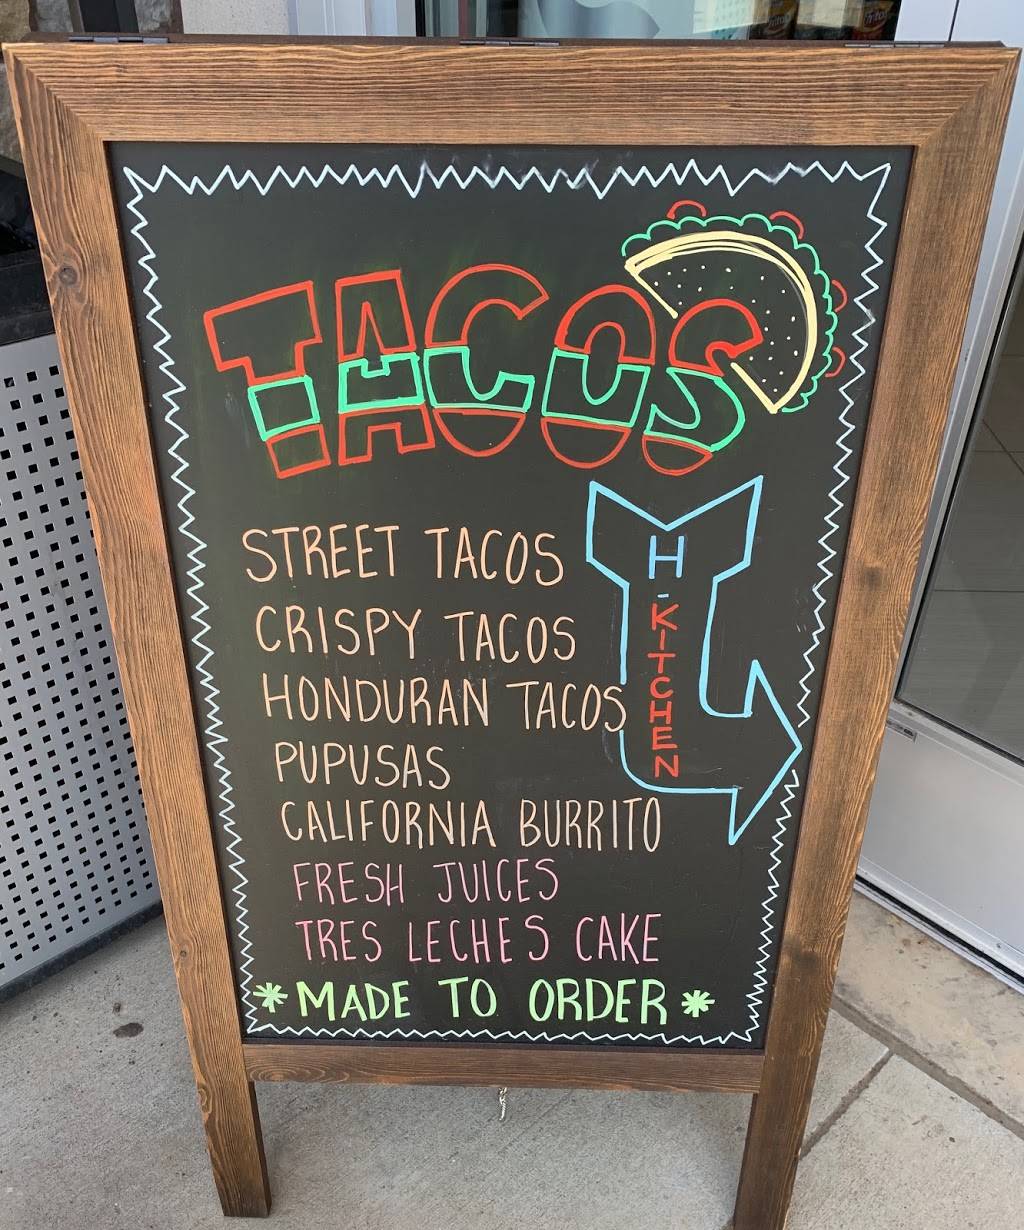 TACOS
STREET TACOS
CRISPY TACOS
HONDURAN TACOS
PUPUSAS
CALIFORNIA BURRITO
FRESH JUICES
TRES LECHES CAKE
*MADE TO ORDER*
H-KITCHEN